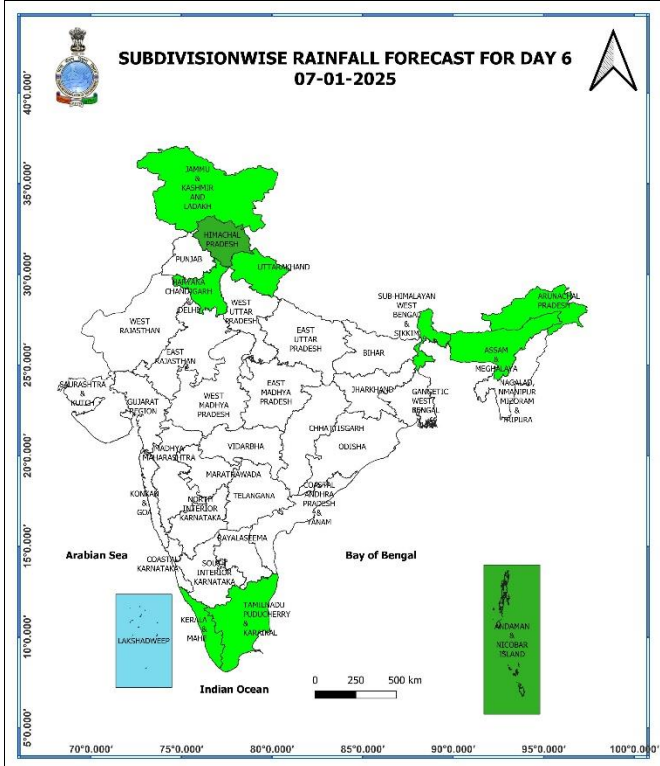 SUBDIVISIONWISE RAINFALL FORECAST FOR DAY 6
07-01-2025
40°0.000'
35°0.000'
30°0.000'
25°0.000'
20°0.000'
15°0.000'
10°0.000'
5°0.000'
JAMMU
&
KASHMIR
AND
LADAKH
HIMACHAL
PRADESH
PUNJAB
UTTARAKHAND
HARYANA
CHANDIGARH
&
DELHI
WEST
UTTAR
PRADESH
WEST
RAJASTHAN
EAST
RAJASTHAN
EAST
UTTAR
PRADESH
BIHAR
SUB HIMALAYAN
WEST
BENGAL
&
SIKKIM
ARUNACHAL
PRADESH
ASSAM
&
MEGHALAYA
NAGALAD,
NMANIPUR
MIZORAM
&
TRIPURA
SAURASHTRA
&
KUTCH
GUJARAT
REGION
WEST
MADHYA
PRADESH
EAST
MADHYA
PRADESH
JHARKHAND
GANGETIC
WEST
BENGAL
CHHATISGARH
ODISHA
MADHYA
MAHARASHTRA
VIDARBHA
MARATHWADA
KONKAN
&
GOA
NORTH
INTERIOR
KARNATAKA
TELANGANA
COASTAL
ANDHRA
PRADESH
&
YANAM
RAYALASEEMA
Arabian Sea
Bay of Bengal
COASTAL
KARNATAKA
SOUTH
INTERIOR
KARNATAKA
KERALA
&
MAHE
TAMILNADU
PUDUCHERRY
&
KARAIKAL
LAKSHADWEEP
ANDAMAN
&
NICOBAR
ISLAND
Indian Ocean
0 250 500 km
70°0.000' 75°0.000' 80°0.000' 85°0.000' 90°0.000' 95°0.000' 100°0.000'